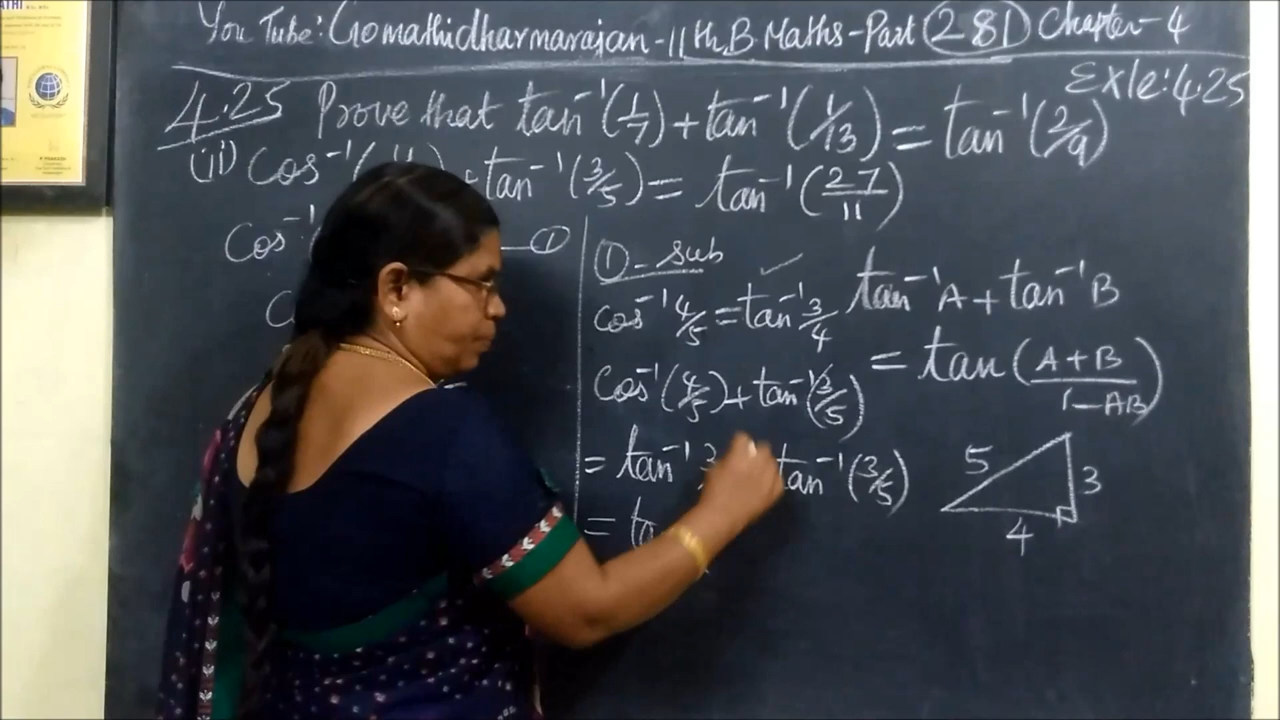 You Tube: Gomathidharmarajan-11th B. Maths-Part 281 Chapter-4
Exle: 4.25
4.25 Prove that tan⁻¹(1/7) + tan⁻¹(1/13) = tan⁻¹(2/9)
(ii) Cos⁻¹( + tan⁻¹(3/5) = tan⁻¹(27/11)
Cos⁻¹ — ①
① - sub
cos⁻¹ 4/5 = tan⁻¹ 3/4
Cos⁻¹(4/5) + tan⁻¹(3/5)
= tan⁻¹ 3 tan⁻¹(3/5)
= ta
✓
tan⁻¹A + tan⁻¹B
= tan(A+B/1-AB)
5 3
4